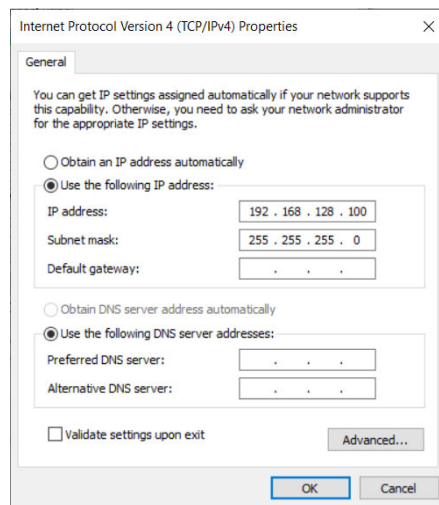 Internet Protocol Version 4 (TCP/IPv4) Properties
General
You can get IP settings assigned automatically if your network supports
this capability. Otherwise, you need to ask your network administrator
for the appropriate IP settings.
Obtain an IP address automatically
Use the following IP address:
IP address: 192 . 168 . 128 . 100
Subnet mask: 255 . 255 . 255 . 0
Default gateway: . . .
Obtain DNS server address automatically
Use the following DNS server addresses:
Preferred DNS server: . . .
Alternative DNS server: . . .
Validate settings upon exit
Advanced...
OK Cancel